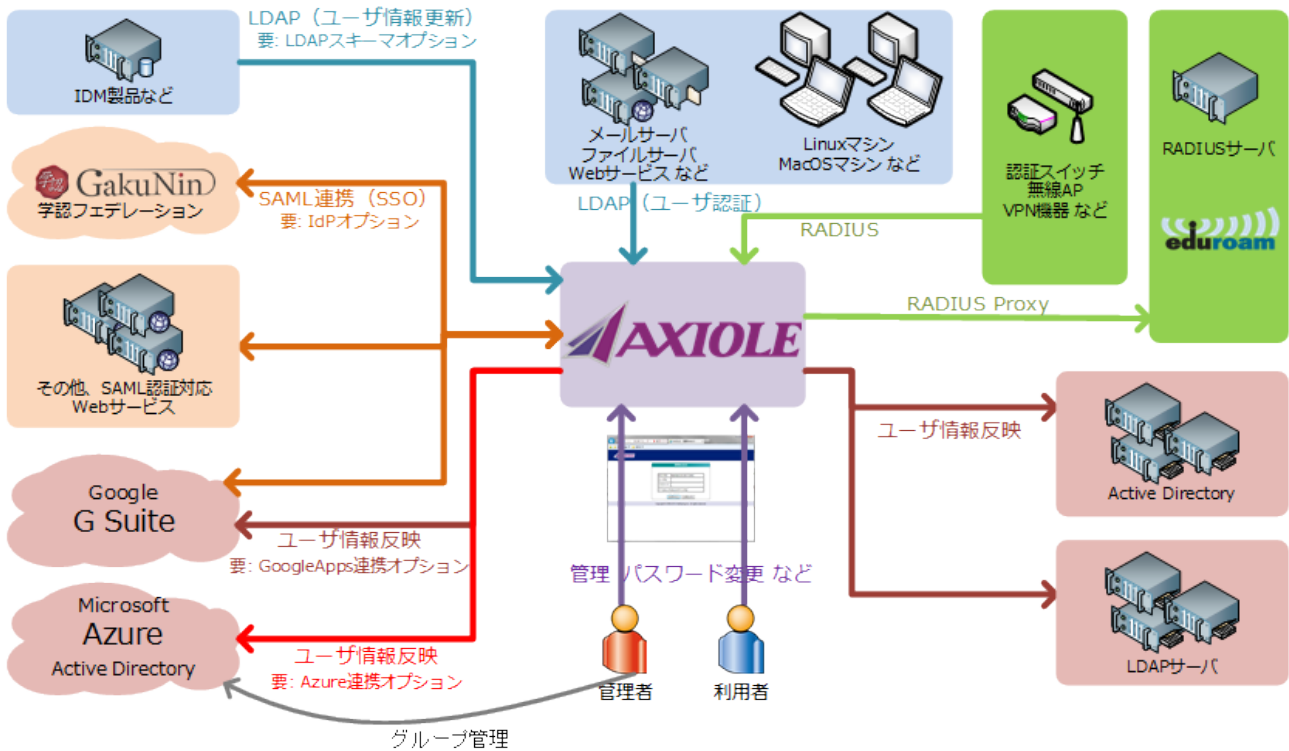 LDAP（ユーザ情報更新）
要: LDAPスキーマオプション
IDM製品など
メールサーバ
ファイルサーバ
Webサービス など
Linuxマシン
MacOSマシン など
認証スイッチ
無線AP
VPN機器 など
RADIUSサーバ
eduroam
学認
GakuNin
学認フェデレーション
SAML連携（SSO）
要: IdPオプション
LDAP（ユーザ認証）
RADIUS
RADIUS Proxy
AXIOLE
その他、SAML認証対応
Webサービス
ユーザ情報反映
Active Directory
Google
G Suite
ユーザ情報反映
要: GoogleApps連携オプション
管理 パスワード変更 など
Microsoft
Azure
Active Directory
ユーザ情報反映
要: Azure連携オプション
管理者
利用者
LDAPサーバ
グループ管理